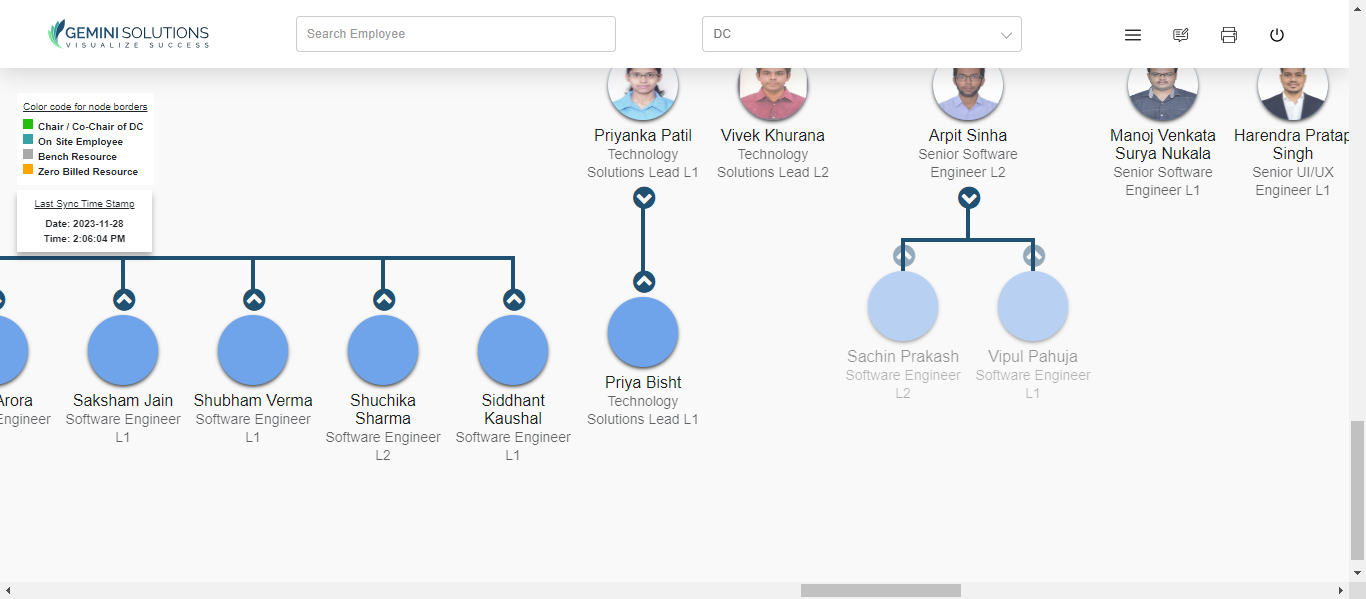 GEMINI SOLUTIONS
VISUALIZE SUCCESS
Search Employee
DC
Color code for node borders
Chair / Co-Chair of DC
On Site Employee
Bench Resource
Zero Billed Resource
Last Sync Time Stamp
Date: 2023-11-28
Time: 2:06:04 PM
Priyanka Patil
Technology
Solutions Lead L1
Vivek Khurana
Technology
Solutions Lead L2
Arpit Sinha
Senior Software
Engineer L2
Manoj Venkata
Surya Nukala
Senior Software
Engineer L1
Harendra Pratap
Singh
Senior UI/UX
Engineer L1
Arora
Engineer
Saksham Jain
Software Engineer
L1
Shubham Verma
Software Engineer
L1
Shuchika
Sharma
Software Engineer
L2
Siddhant
Kaushal
Software Engineer
L1
Priya Bisht
Technology
Solutions Lead L1
Sachin Prakash
Software Engineer
L2
Vipul Pahuja
Software Engineer
L1